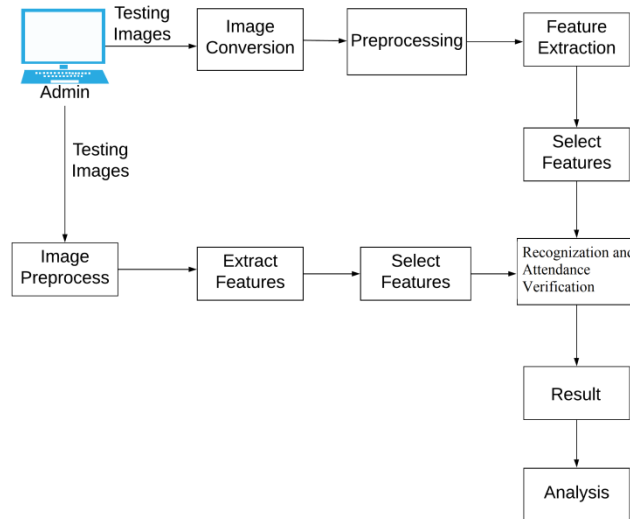 Testing
Images
Image
Conversion
Preprocessing
Feature
Extraction
Admin
Testing
Images
Select
Features
Image
Preprocess
Extract
Features
Select
Features
Recognization and
Attendance
Verification
Result
Analysis